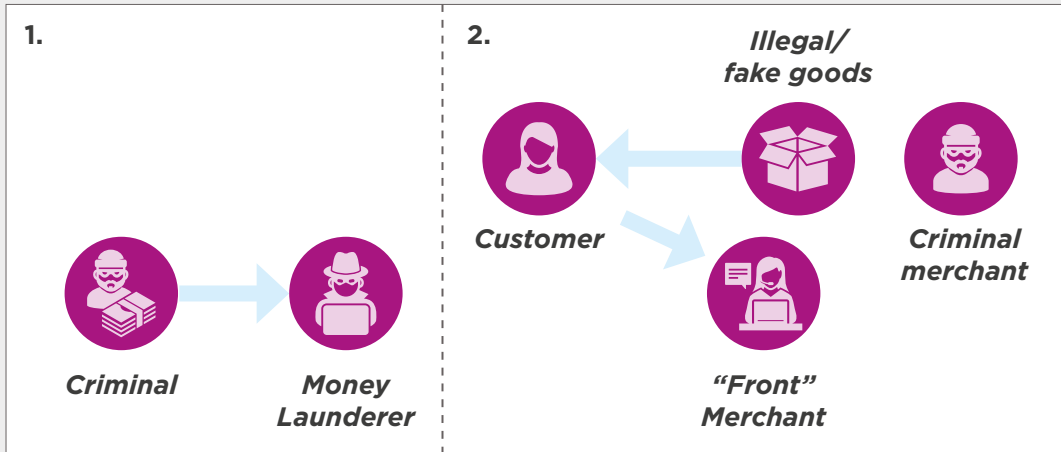 1.
Criminal
Money
Launderer
2.
Illegal/
fake goods
Customer
Criminal
merchant
“Front”
Merchant